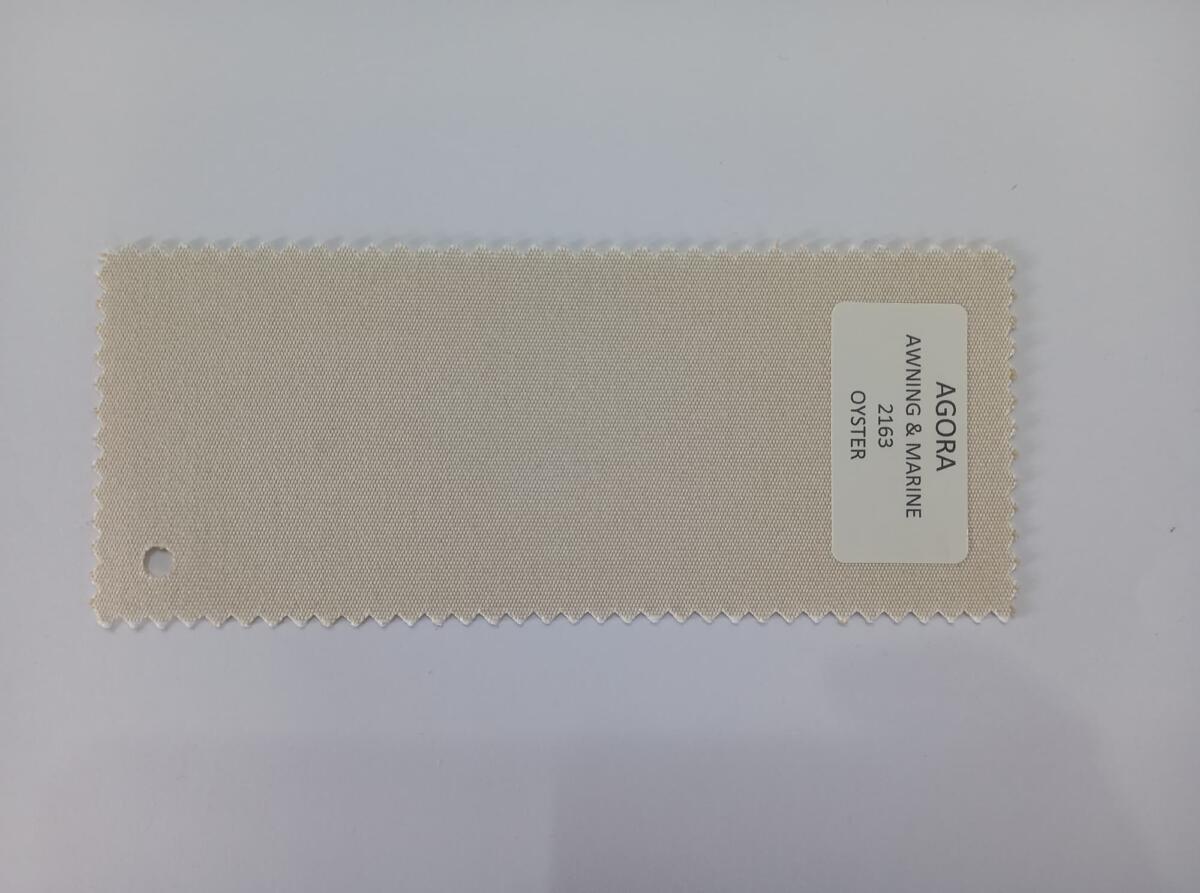 AGORA
AWNING & MARINE
2163
OYSTER